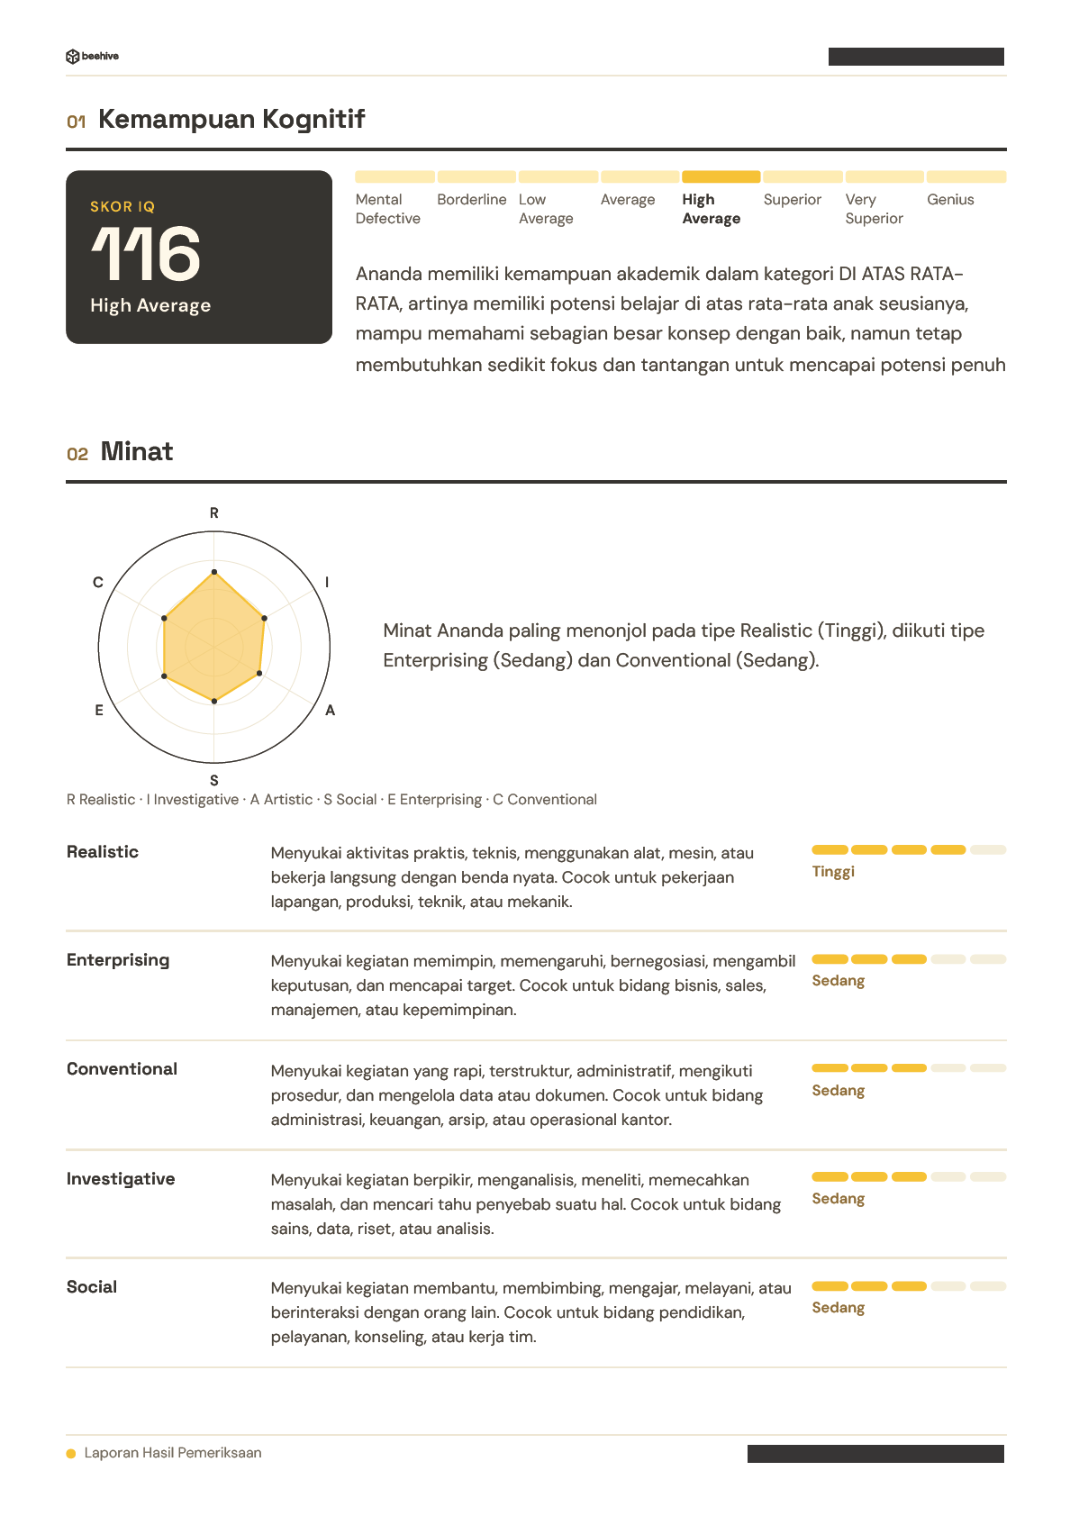 beehive
01 Kemampuan Kognitif
SKOR IQ
116
High Average
Mental Defective
Borderline
Low Average
Average
High Average
Superior
Very Superior
Genius
Ananda memiliki kemampuan akademik dalam kategori DI ATAS RATA-
RATA, artinya memiliki potensi belajar di atas rata-rata anak seusianya,
mampu memahami sebagian besar konsep dengan baik, namun tetap
membutuhkan sedikit fokus dan tantangan untuk mencapai potensi penuh
02 Minat
R
C
I
E
A
S
Minat Ananda paling menonjol pada tipe Realistic (Tinggi), diikuti tipe
Enterprising (Sedang) dan Conventional (Sedang).
R Realistic · I Investigative · A Artistic · S Social · E Enterprising · C Conventional
Realistic
Menyukai aktivitas praktis, teknis, menggunakan alat, mesin, atau
bekerja langsung dengan benda nyata. Cocok untuk pekerjaan
lapangan, produksi, teknik, atau mekanik.
Tinggi
Enterprising
Menyukai kegiatan memimpin, memengaruhi, bernegosiasi, mengambil
keputusan, dan mencapai target. Cocok untuk bidang bisnis, sales,
manajemen, atau kepemimpinan.
Sedang
Conventional
Menyukai kegiatan yang rapi, terstruktur, administratif, mengikuti
prosedur, dan mengelola data atau dokumen. Cocok untuk bidang
administrasi, keuangan, arsip, atau operasional kantor.
Sedang
Investigative
Menyukai kegiatan berpikir, menganalisis, meneliti, memecahkan
masalah, dan mencari tahu penyebab suatu hal. Cocok untuk bidang
sains, data, riset, atau analisis.
Sedang
Social
Menyukai kegiatan membantu, membimbing, mengajar, melayani, atau
berinteraksi dengan orang lain. Cocok untuk bidang pendidikan,
pelayanan, konseling, atau kerja tim.
Sedang
Laporan Hasil Pemeriksaan